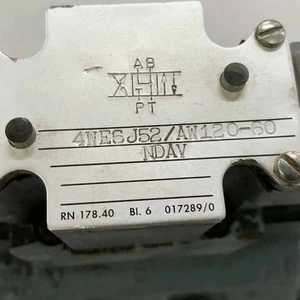 AB
PT
4WE6J52/AW120-60
NDAV
RN 178.40 Bl. 6 017289/0